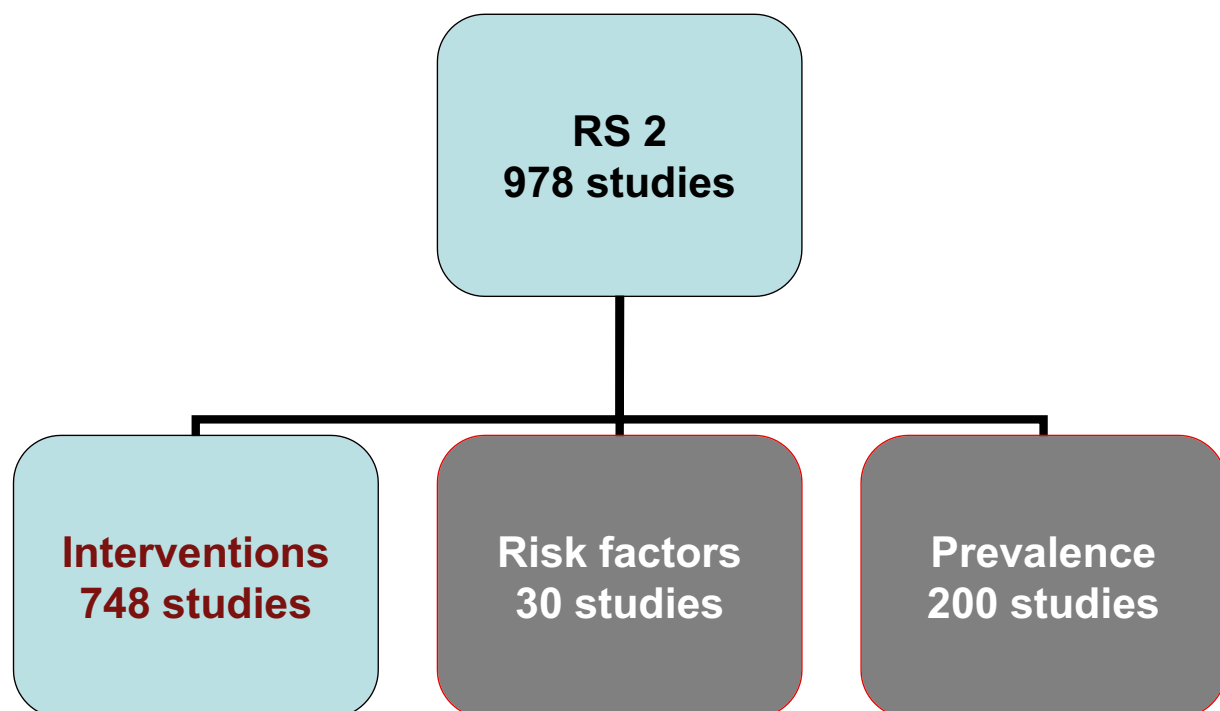 RS 2
978 studies
Interventions
748 studies
Risk factors
30 studies
Prevalence
200 studies